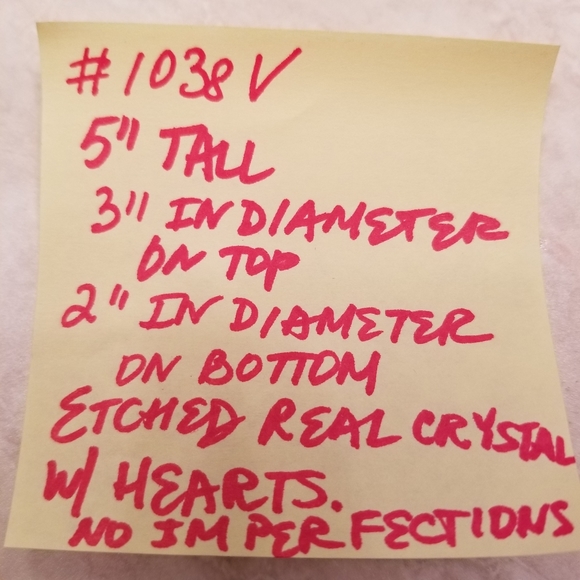 #1038V
5" TALL
3" IN DIAMETER
ON TOP
2" IN DIAMETER
ON BOTTOM
ETCHED REAL CRYSTAL
W/ HEARTS.
NO IMPERFECTIONS